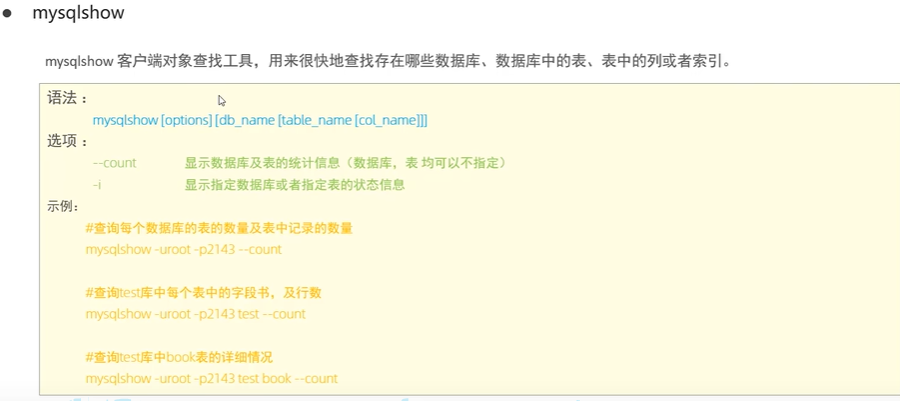 ● mysqlshow
mysqlshow 客户端对象查找工具，用来很快地查找存在哪些数据库、数据库中的表、表中的列或者索引。
语法：
mysqlshow [options] [db_name [table_name [col_name]]]
选项：
--count 显示数据库及表的统计信息（数据库，表 均可以不指定）
-i 显示指定数据库或者指定表的状态信息
示例：
#查询每个数据库的表的数量及表中记录的数量
mysqlshow -uroot -p2143 --count
#查询test库中每个表中的字段书，及行数
mysqlshow -uroot -p2143 test --count
#查询test库中book表的详细情况
mysqlshow -uroot -p2143 test book --count